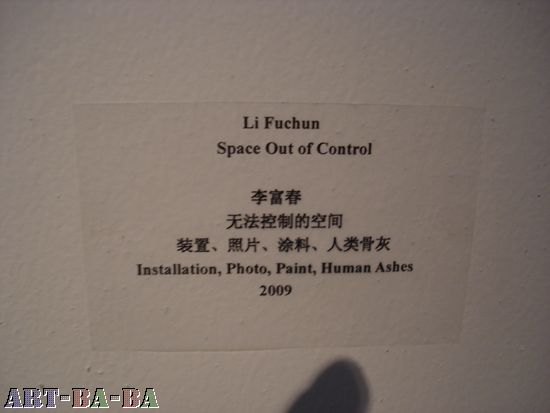 Li Fuchun
Space Out of Control
李富春
无法控制的空间
装置、照片、涂料、人类骨灰
Installation, Photo, Paint, Human Ashes
2009
ART-BA-BA